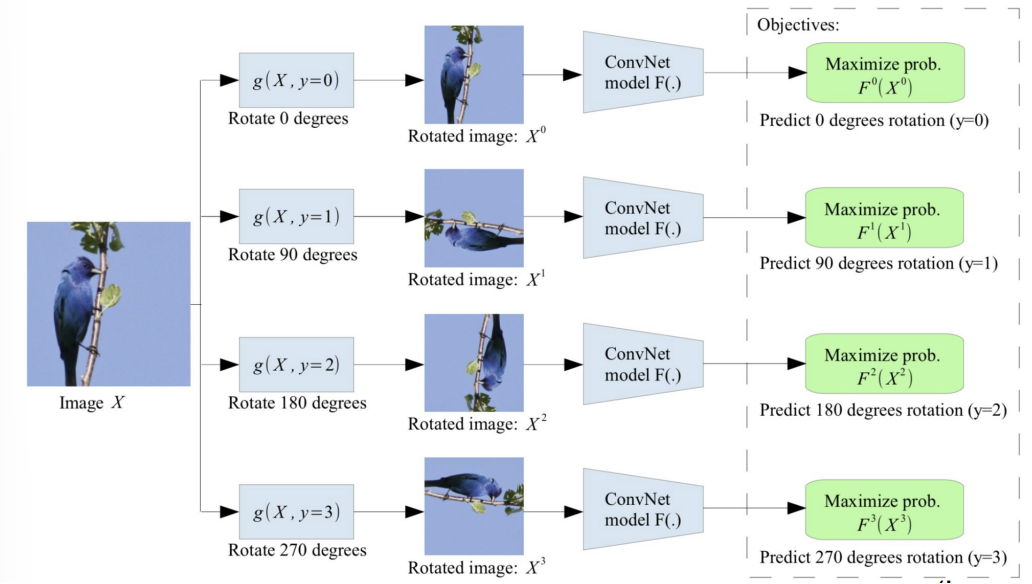 Objectives:
g(X, y=0)
Rotate 0 degrees
Rotated image: X⁰
ConvNet
model F(.)
Maximize prob.
F⁰(X⁰)
Predict 0 degrees rotation (y=0)
g(X, y=1)
Rotate 90 degrees
Rotated image: X¹
ConvNet
model F(.)
Maximize prob.
F¹(X¹)
Predict 90 degrees rotation (y=1)
Image X
g(X, y=2)
Rotate 180 degrees
Rotated image: X²
ConvNet
model F(.)
Maximize prob.
F²(X²)
Predict 180 degrees rotation (y=2)
g(X, y=3)
Rotate 270 degrees
Rotated image: X³
ConvNet
model F(.)
Maximize prob.
F³(X³)
Predict 270 degrees rotation (y=3)